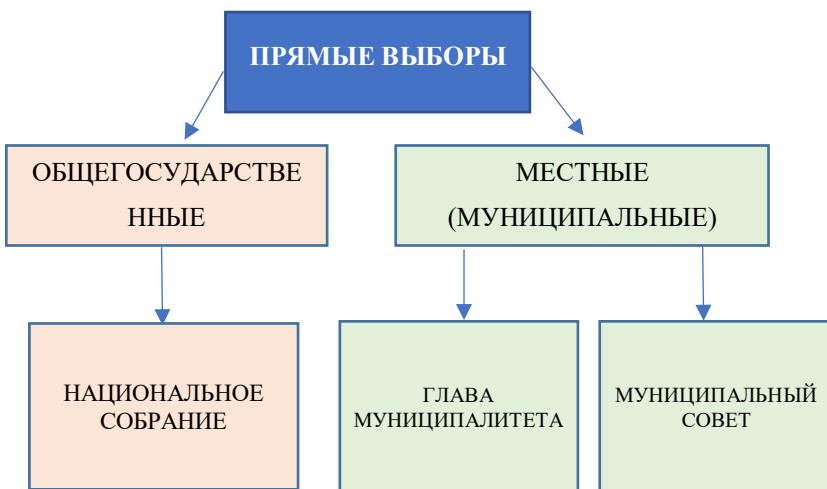 ПРЯМЫЕ ВЫБОРЫ
ОБЩЕГОСУДАРСТВЕ
ННЫЕ
МЕСТНЫЕ
(МУНИЦИПАЛЬНЫЕ)
НАЦИОНАЛЬНОЕ
СОБРАНИЕ
ГЛАВА
МУНИЦИПАЛИТЕТА
МУНИЦИПАЛЬНЫЙ
СОВЕТ